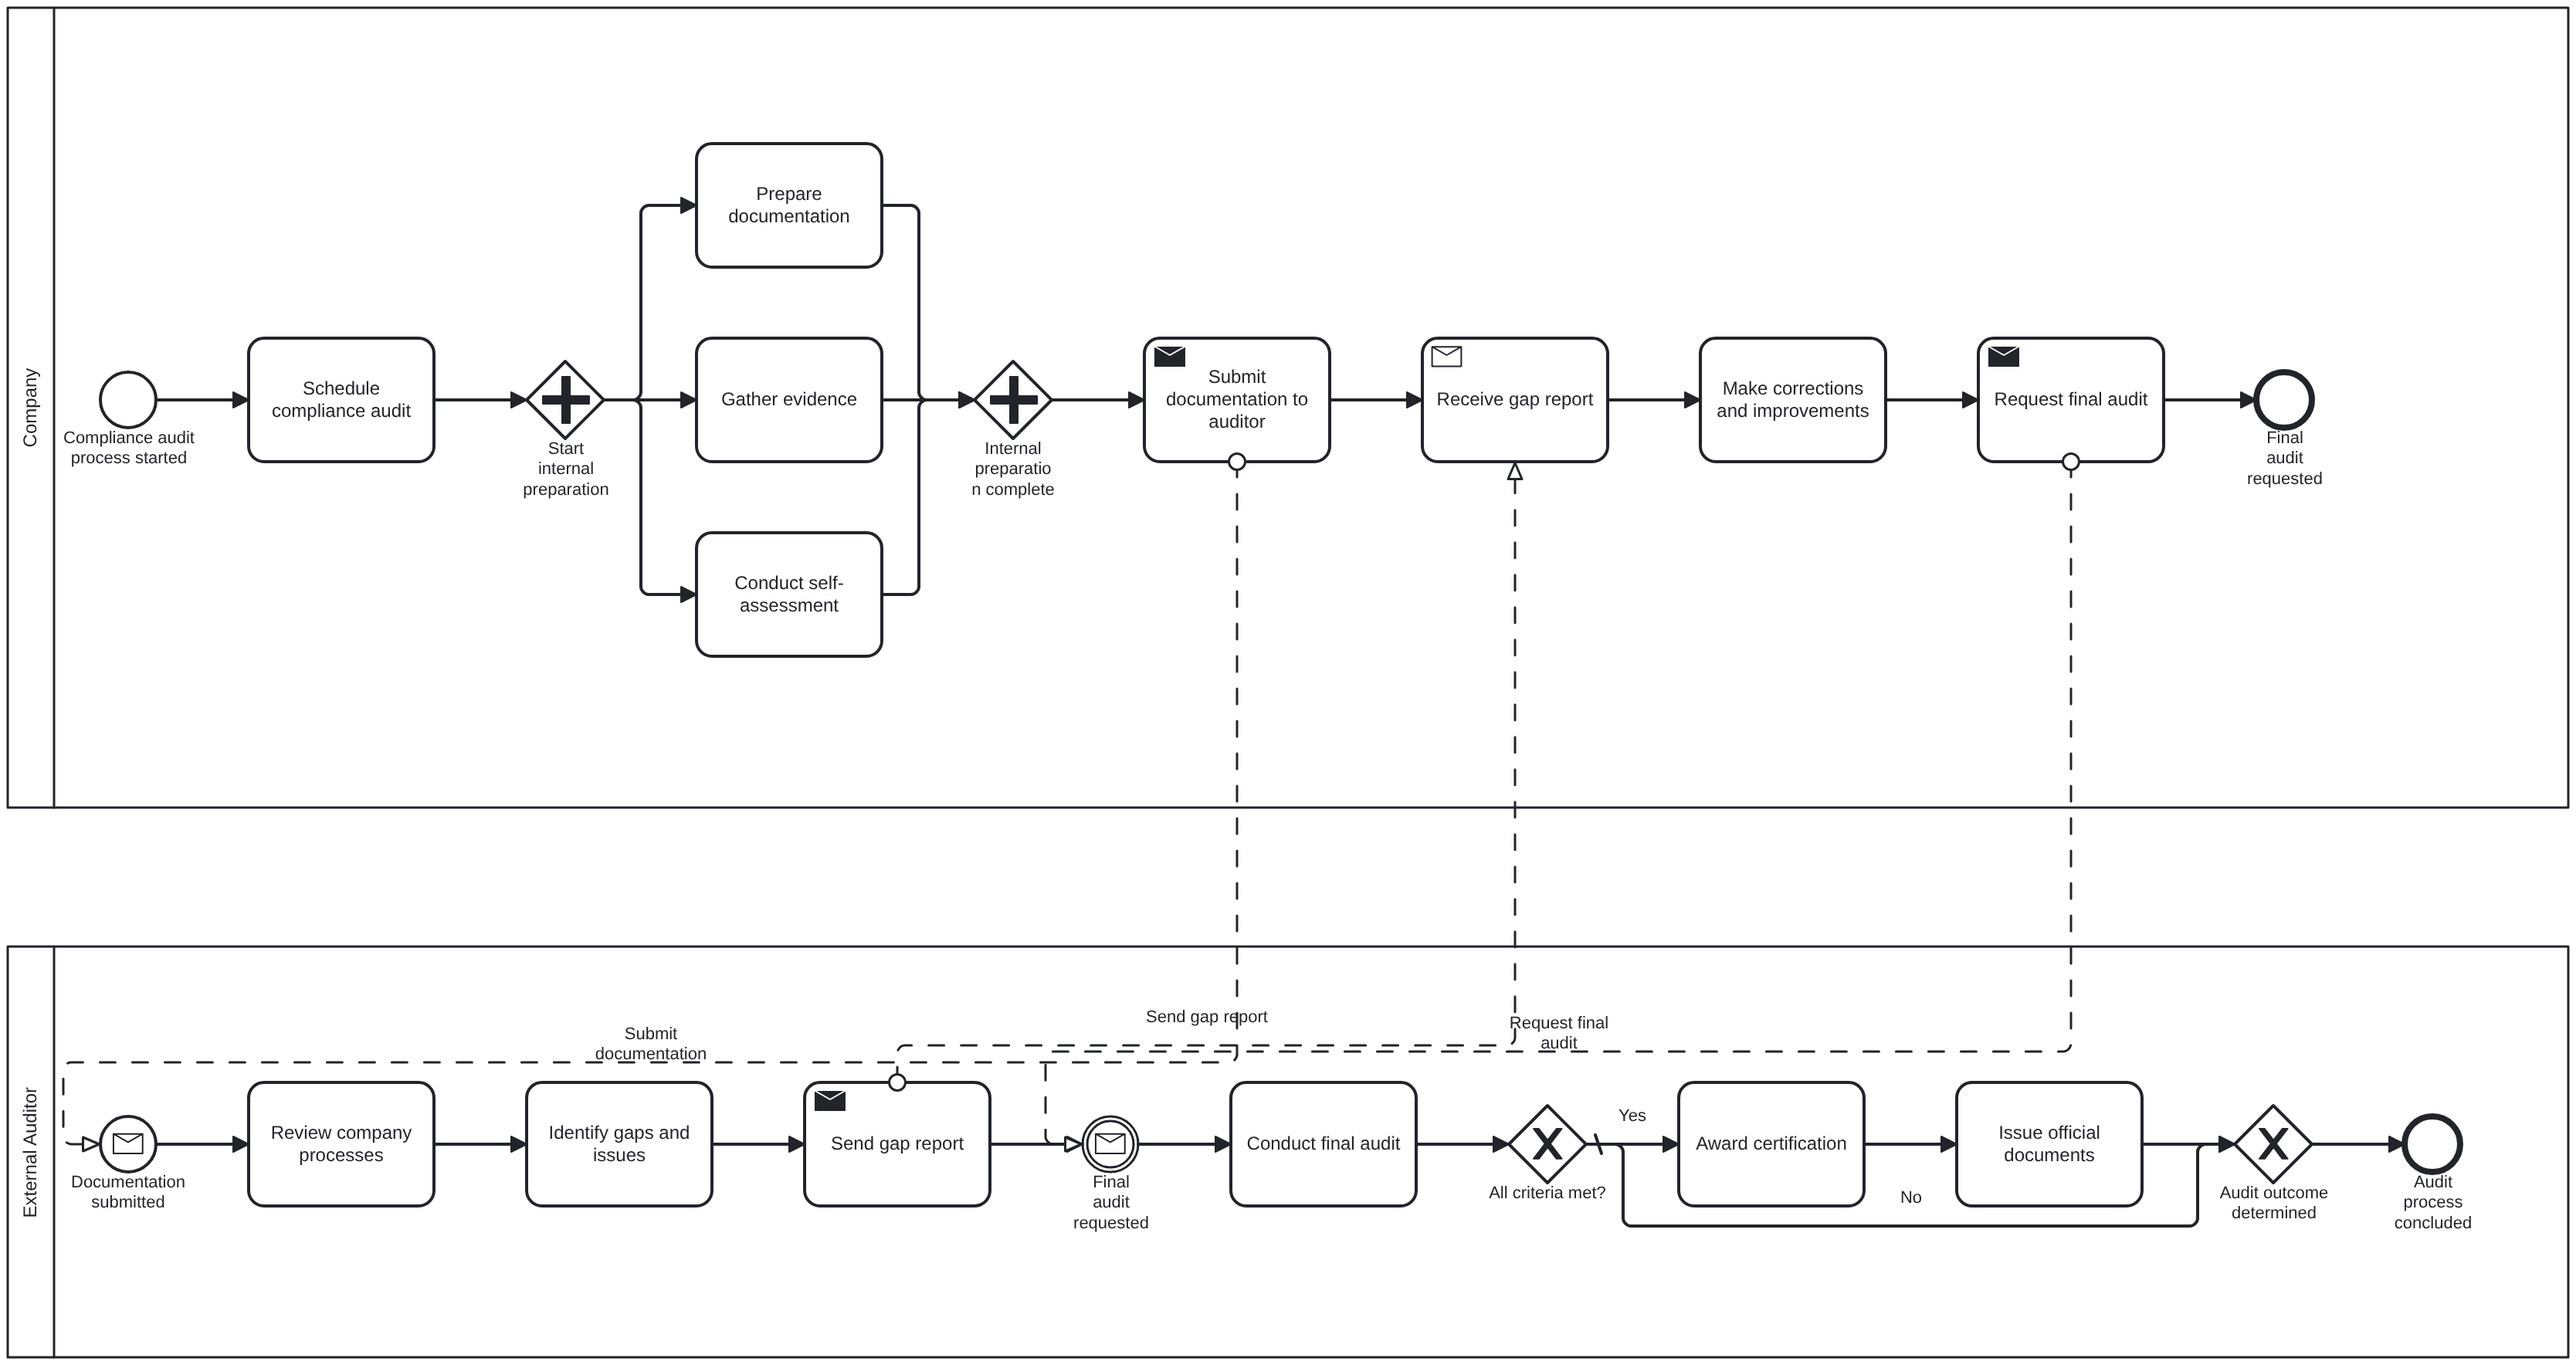 Company
Compliance audit
process started
Schedule
compliance audit
Start
internal
preparation
Prepare
documentation
Gather evidence
Conduct self-
assessment
Internal
preparatio
n complete
Submit
documentation to
auditor
Receive gap report
Make corrections
and improvements
Request final audit
Final
audit
requested
External Auditor
Submit
documentation
Send gap report
Request final
audit
Documentation
submitted
Review company
processes
Identify gaps and
issues
Send gap report
Final
audit
requested
Conduct final audit
All criteria met?
Yes
No
Award certification
Issue official
documents
Audit outcome
determined
Audit
process
concluded